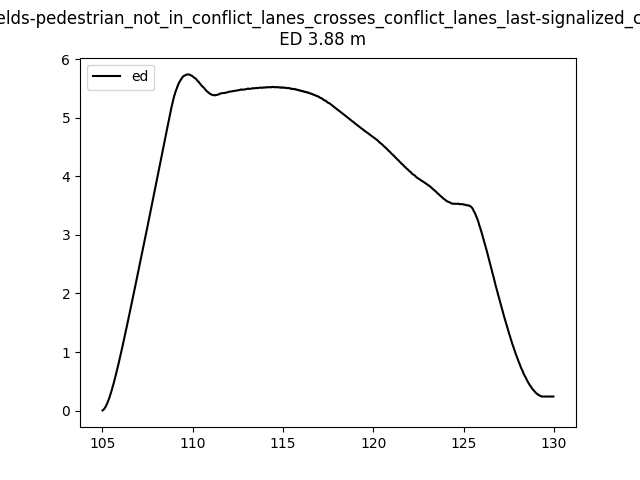 elds-pedestrian_not_in_conflict_lanes_crosses_conflict_lanes_last-signalized_c
ED 3.88 m
ed
6
5
4
3
2
1
0
105 110 115 120 125 130